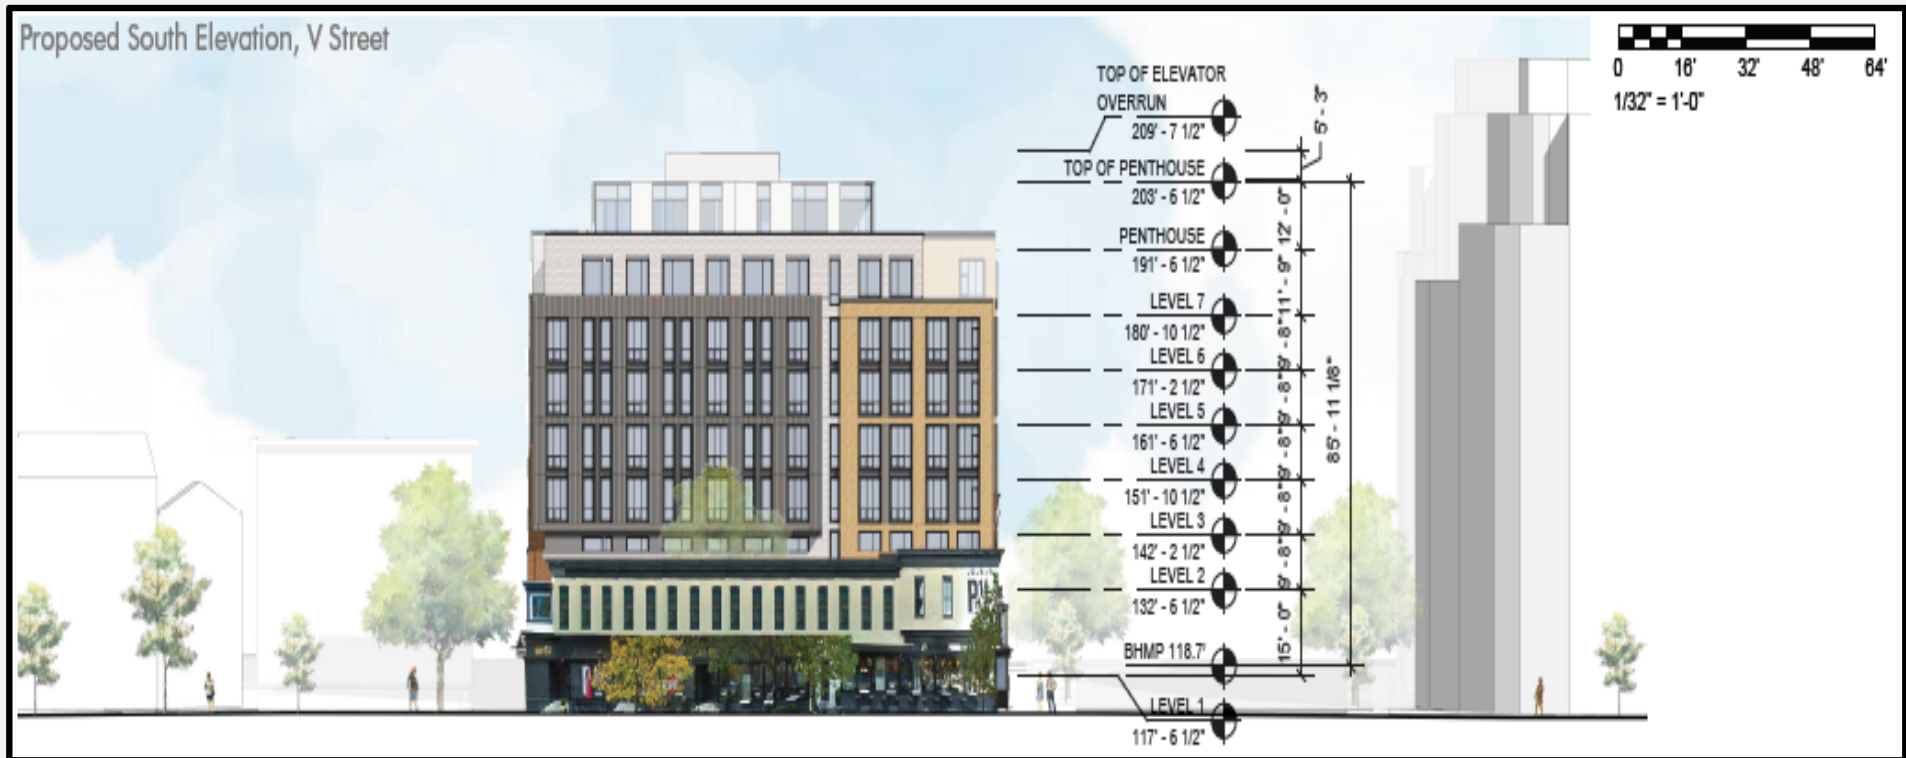 Proposed South Elevation, V Street
0 16' 32' 48' 64'
1/32" = 1'-0"
TOP OF ELEVATOR
OVERRUN
209' - 7 1/2"
5' - 3"
TOP OF PENTHOUSE
203' - 6 1/2"
12' - 0"
PENTHOUSE
191' - 6 1/2"
11' - 9"
LEVEL 7
180' - 10 1/2"
9' - 8"
LEVEL 6
171' - 2 1/2"
9' - 8"
LEVEL 5
161' - 6 1/2"
9' - 8"
85' - 11 1/8"
LEVEL 4
151' - 10 1/2"
9' - 8"
LEVEL 3
142' - 2 1/2"
9' - 8"
LEVEL 2
132' - 6 1/2"
15' - 0"
BHMP 118.7'
LEVEL 1
117' - 6 1/2"